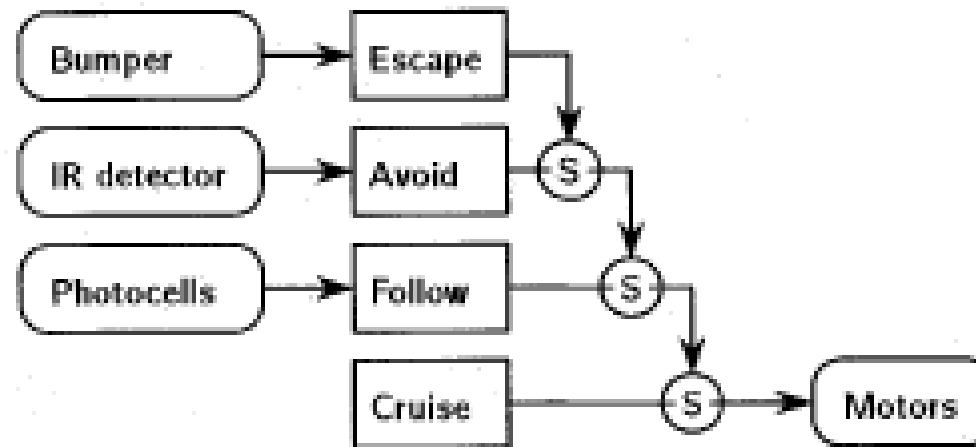 Bumper
Escape
IR detector
Avoid
S
Photocells
Follow
S
Cruise
S
Motors